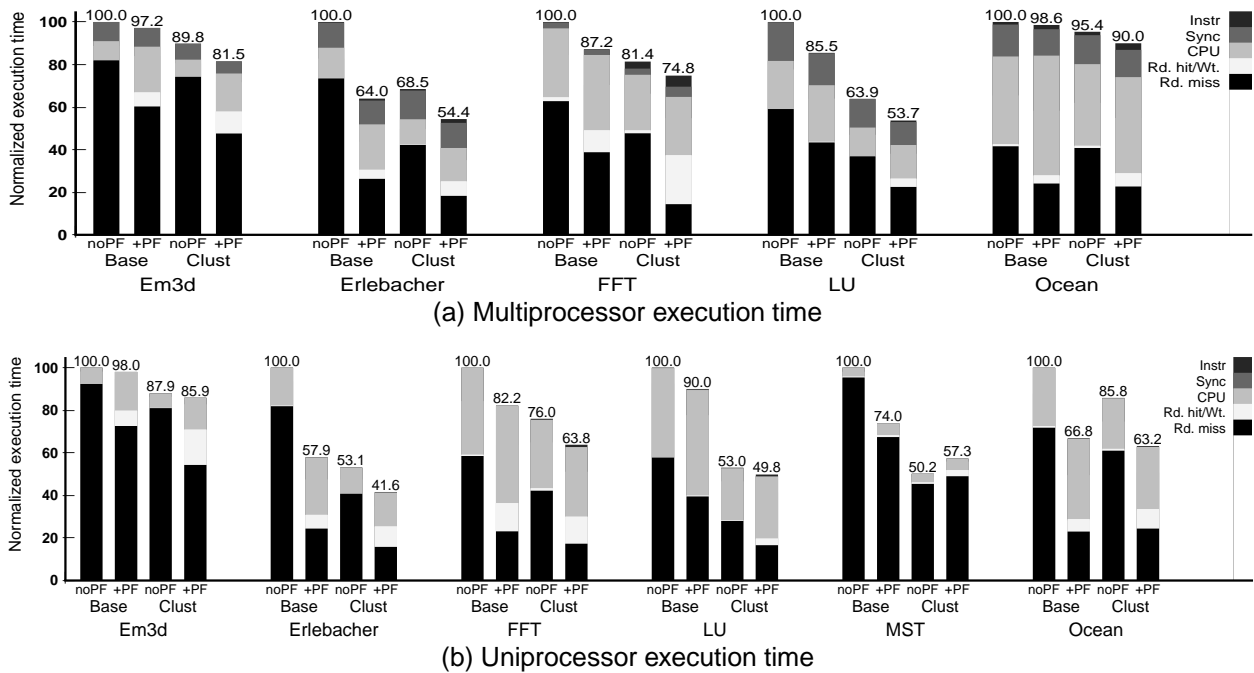 100.0 97.2 89.8 81.5 100.0 64.0 68.5 54.4 100.0 87.2 81.4 74.8 100.0 85.5 63.9 53.7 100.0 98.6 95.4 90.0
Normalized execution time
100
80
60
40
20
0
Instr
Sync
CPU
Rd. hit/Wt.
Rd. miss
noPF +PF noPF +PF noPF +PF noPF +PF noPF +PF noPF +PF noPF +PF noPF +PF noPF +PF noPF +PF
Base Clust Base Clust Base Clust Base Clust Base Clust
Em3d Erlebacher FFT LU Ocean
(a) Multiprocessor execution time
100.0 98.0 87.9 85.9 100.0 57.9 53.1 41.6 100.0 82.2 76.0 63.8 100.0 90.0 53.0 49.8 100.0 74.0 50.2 57.3 100.0 66.8 85.8 63.2
Normalized execution time
100
80
60
40
20
0
Instr
Sync
CPU
Rd. hit/Wt.
Rd. miss
noPF +PF noPF +PF noPF +PF noPF +PF noPF +PF noPF +PF noPF +PF noPF +PF noPF +PF noPF +PF noPF +PF noPF +PF
Base Clust Base Clust Base Clust Base Clust Base Clust Base Clust
Em3d Erlebacher FFT LU MST Ocean
(b) Uniprocessor execution time